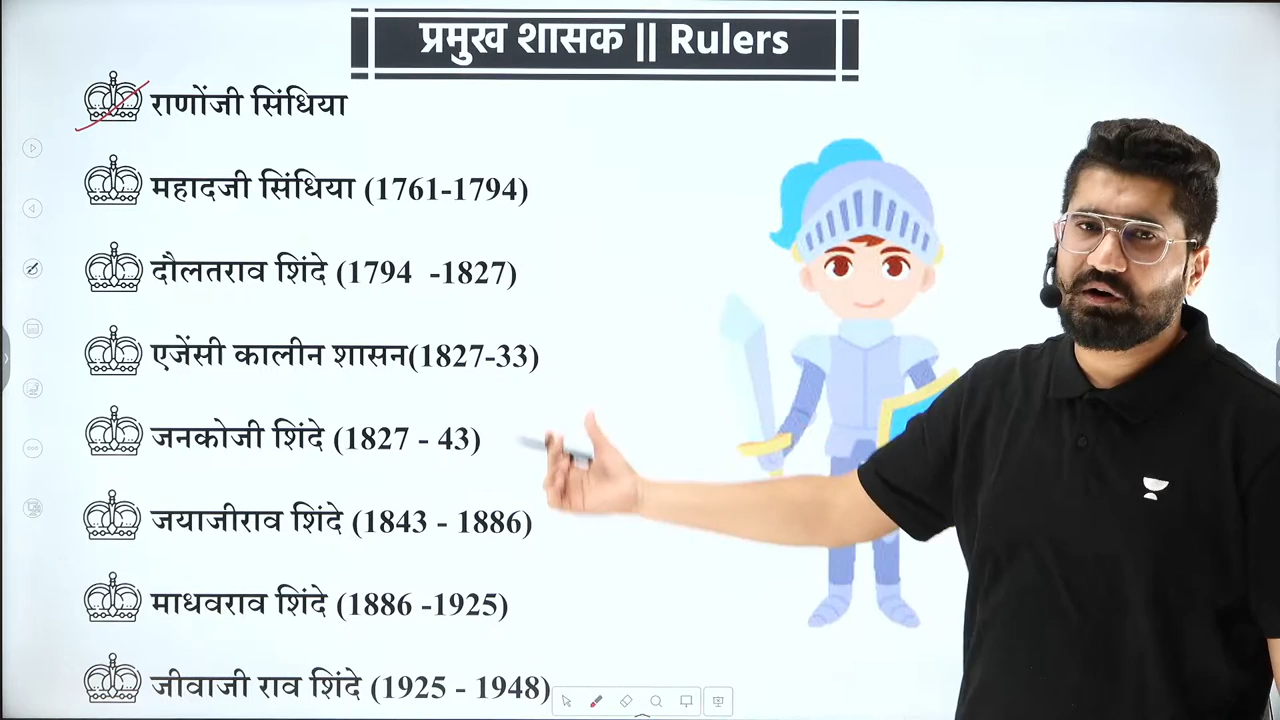 प्रमुख शासक || Rulers
राणोंजी सिंधिया
महादजी सिंधिया (1761-1794)
दौलतराव शिंदे (1794 -1827)
एजेंसी कालीन शासन(1827-33)
जनकोजी शिंदे (1827 - 43)
जयाजीराव शिंदे (1843 - 1886)
माधवराव शिंदे (1886 -1925)
जीवाजी राव शिंदे (1925 - 1948)